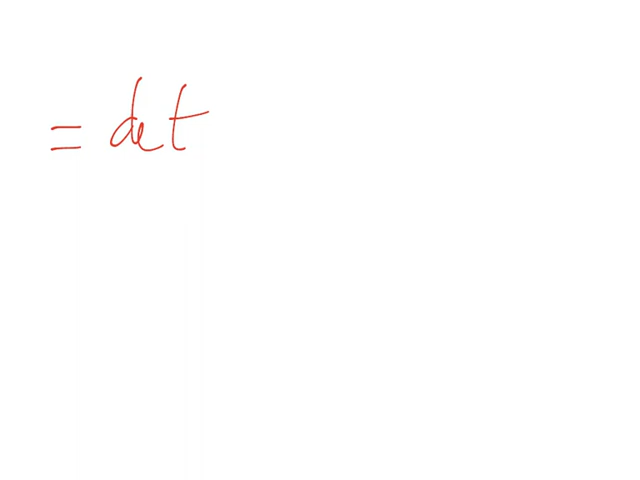 = det